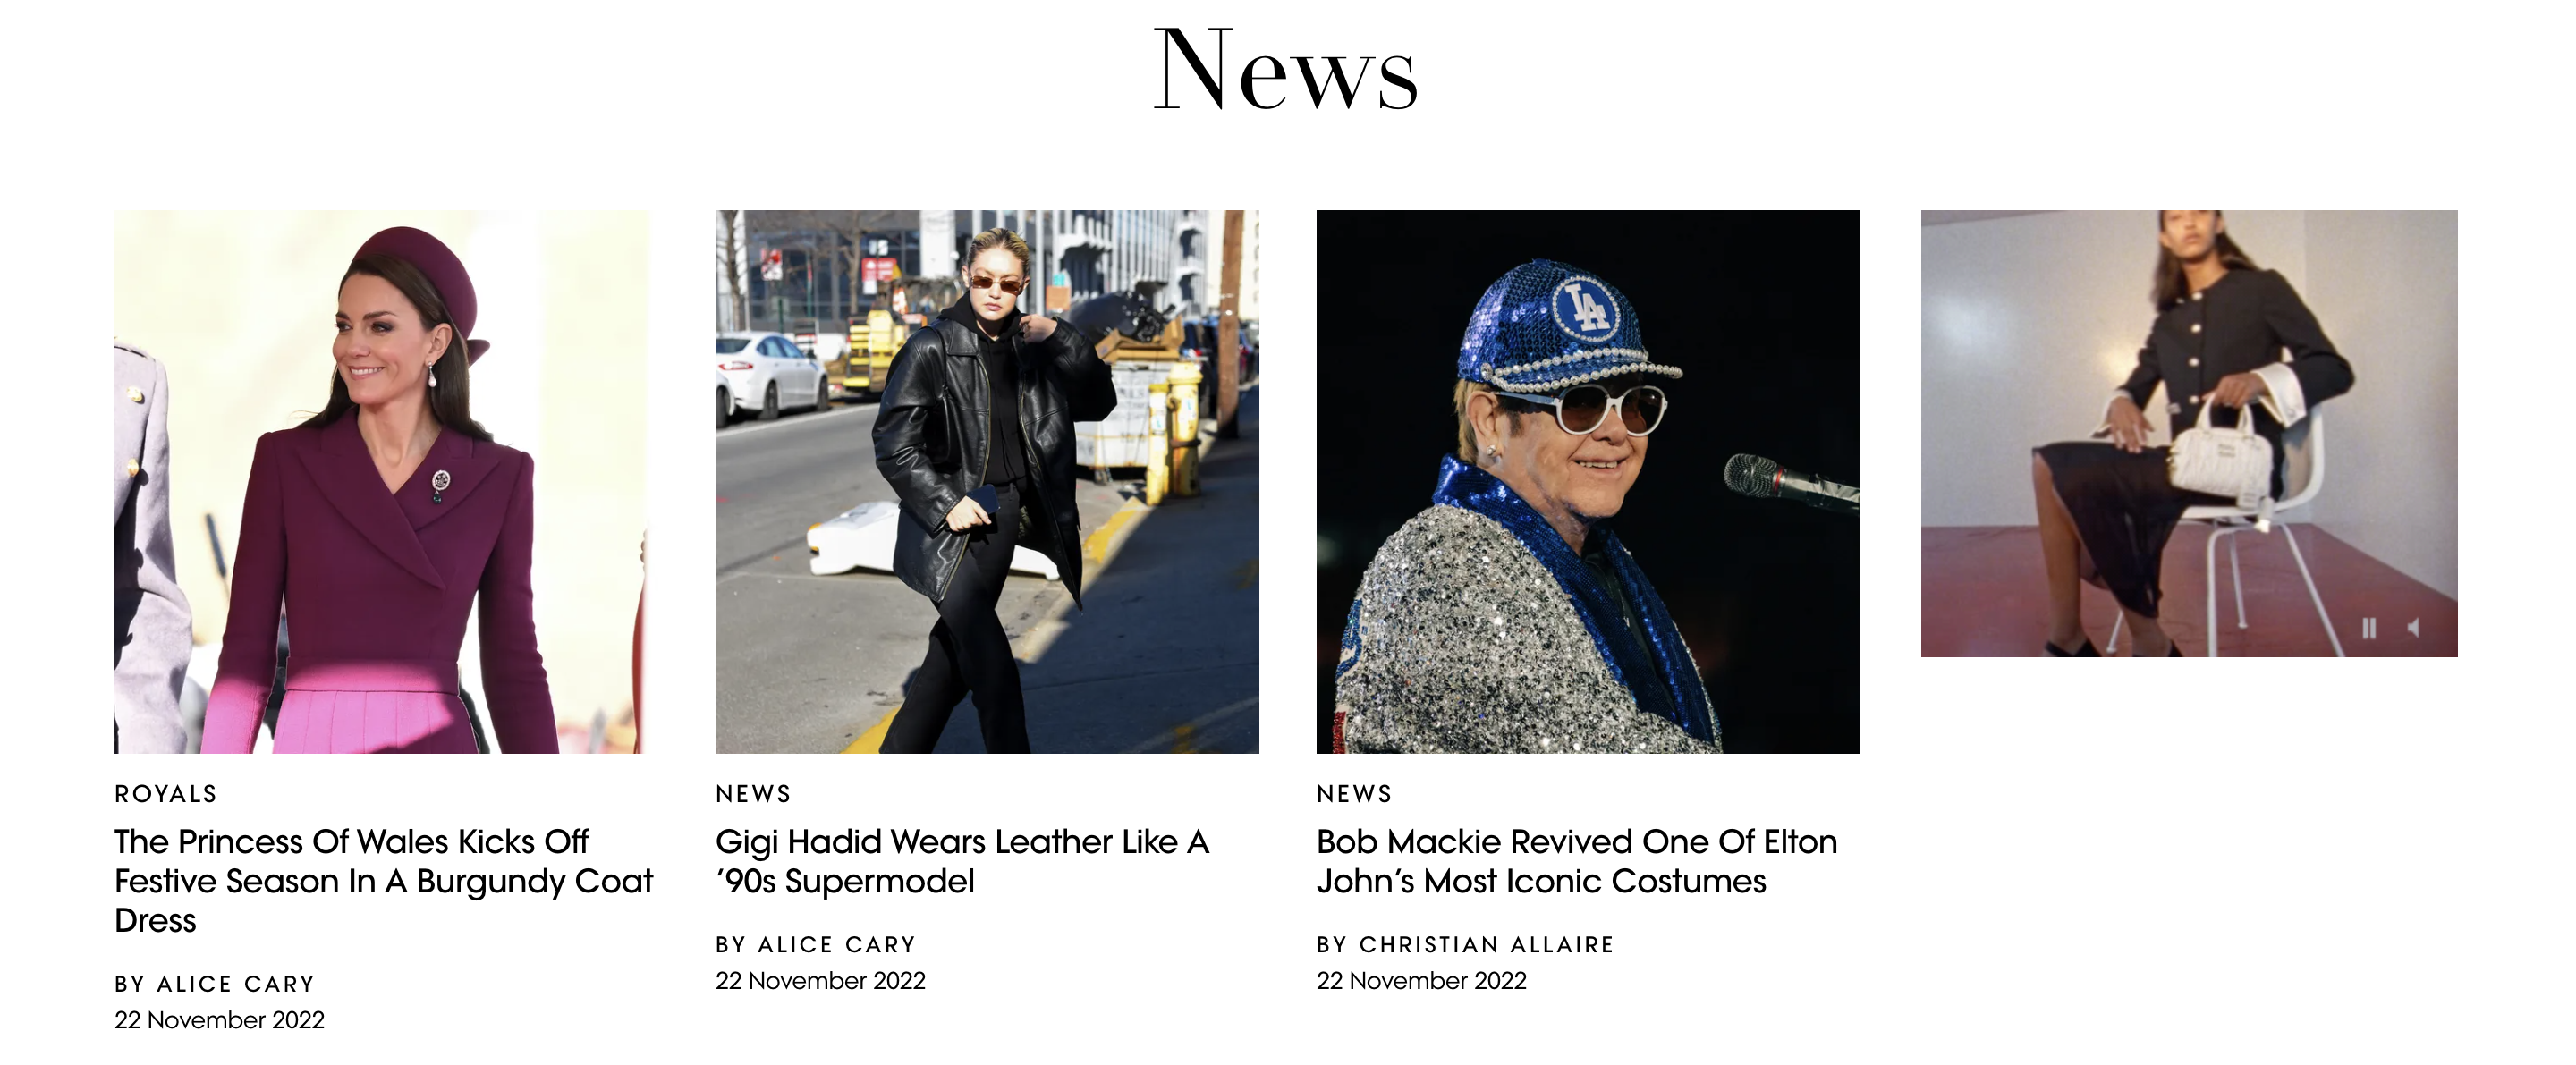 News
LA
ROYALS
The Princess Of Wales Kicks Off
Festive Season In A Burgundy Coat
Dress
BY ALICE CARY
22 November 2022
NEWS
Gigi Hadid Wears Leather Like A
’90s Supermodel
BY ALICE CARY
22 November 2022
NEWS
Bob Mackie Revived One Of Elton
John’s Most Iconic Costumes
BY CHRISTIAN ALLAIRE
22 November 2022